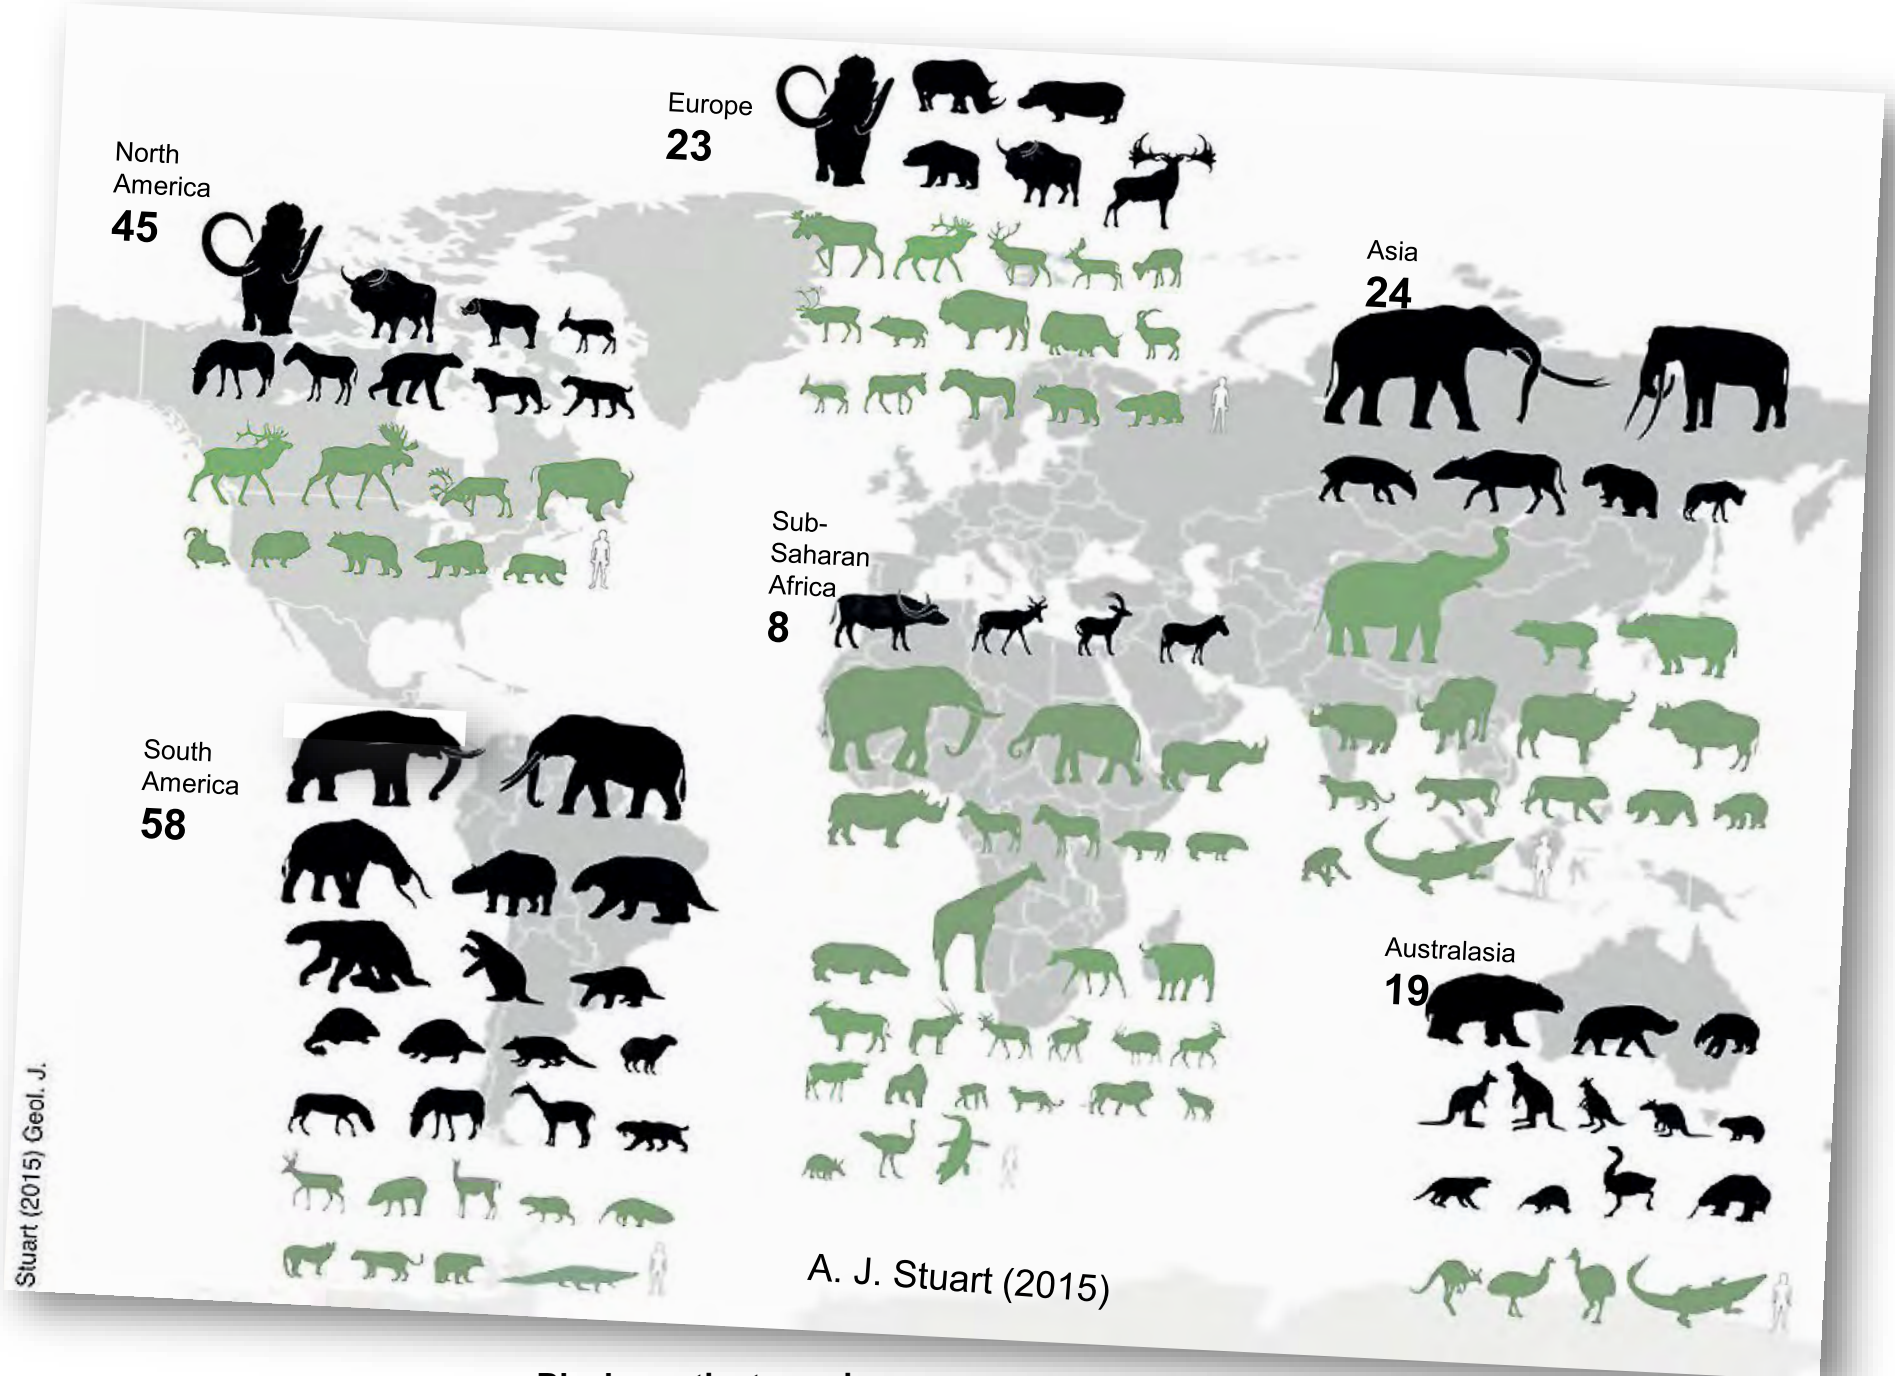 Europe
23
North
America
45
Asia
24
Sub-
Saharan
Africa
8
South
America
58
Australasia
19
A. J. Stuart (2015)
Stuart (2015) Geol. J.